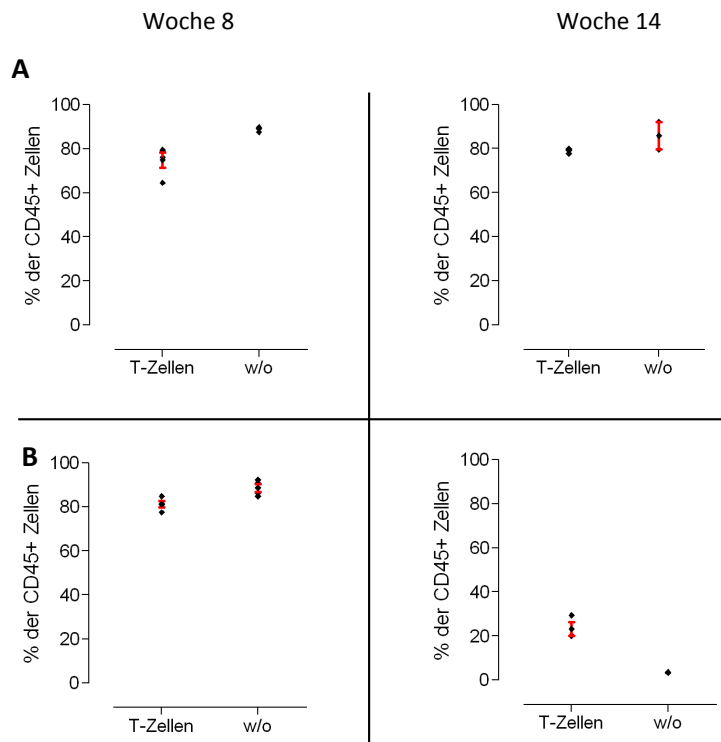 Woche 8
Woche 14
A
% der CD45+ Zellen
100
80
60
40
20
0
T-Zellen
w/o
% der CD45+ Zellen
100
80
60
40
20
0
T-Zellen
w/o
B
% der CD45+ Zellen
100
80
60
40
20
0
T-Zellen
w/o
% der CD45+ Zellen
100
80
60
40
20
0
T-Zellen
w/o